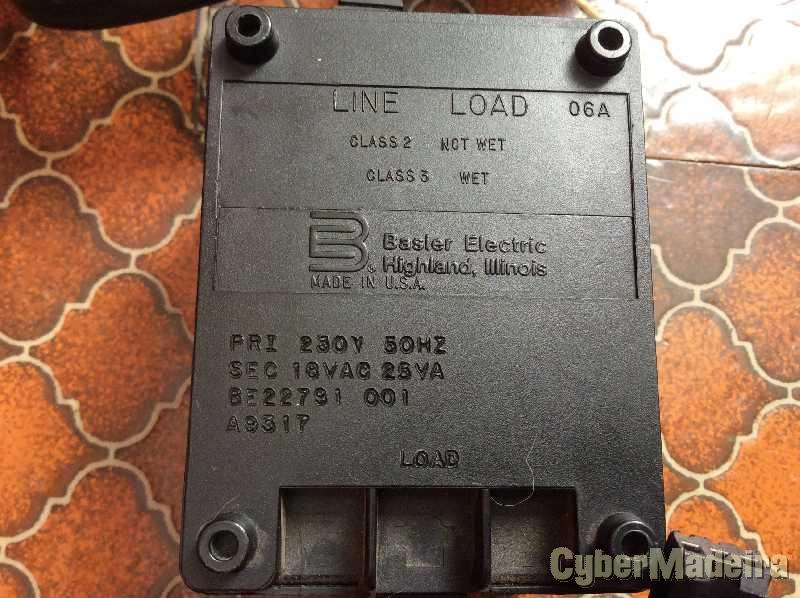 LINE LOAD 06A
CLASS 2 NOT WET
CLASS 3 WET
B® Basler Electric
Highland, Illinois
MADE IN U.S.A.
PRI 230V 50HZ
SEC 18VAC 25VA
BE22791 001
A9317
LOAD
CyberMadeira